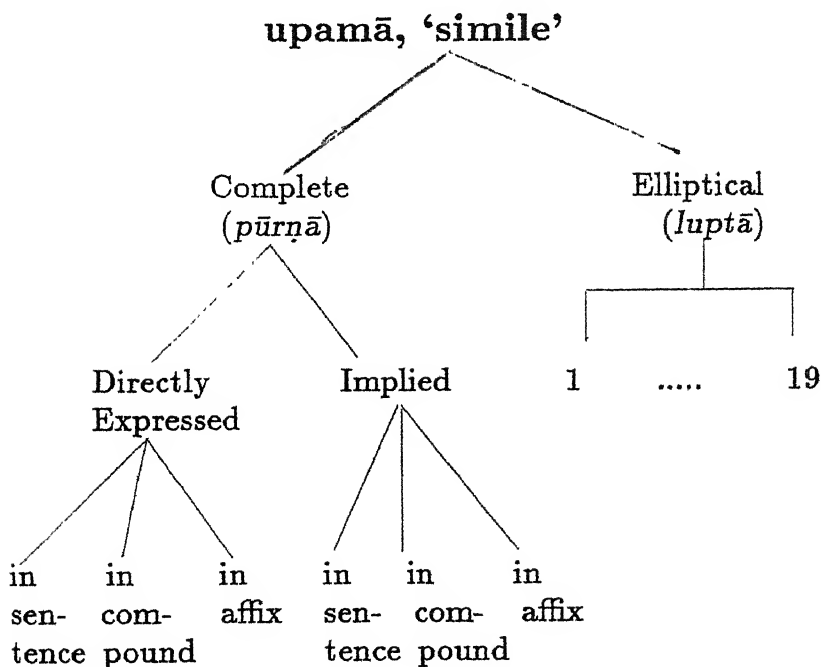 upamā, ‘simile’
Complete
(pūrṇā)
Elliptical
(luptā)
Directly
Expressed
Implied
1 ..... 19
in
sen-
tence
in
com-
pound
in
affix
in
sen-
tence
in
com-
pound
in
affix